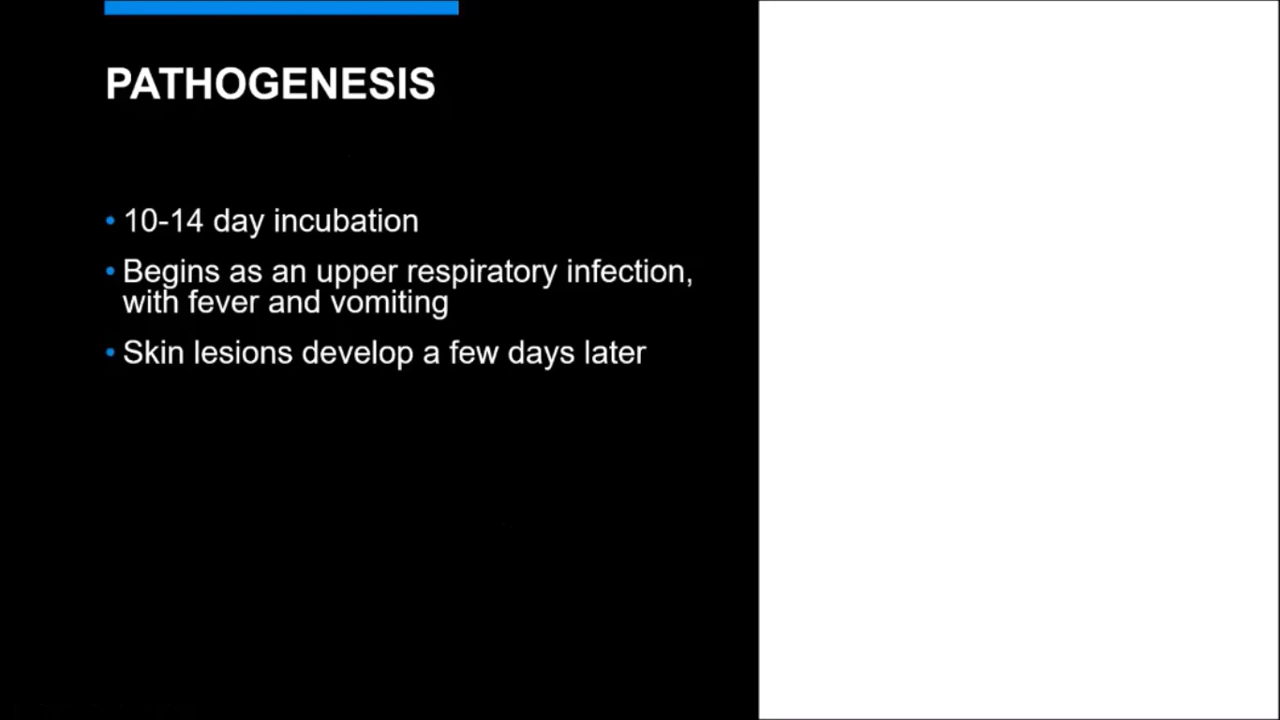 PATHOGENESIS
• 10-14 day incubation
• Begins as an upper respiratory infection,
with fever and vomiting
• Skin lesions develop a few days later